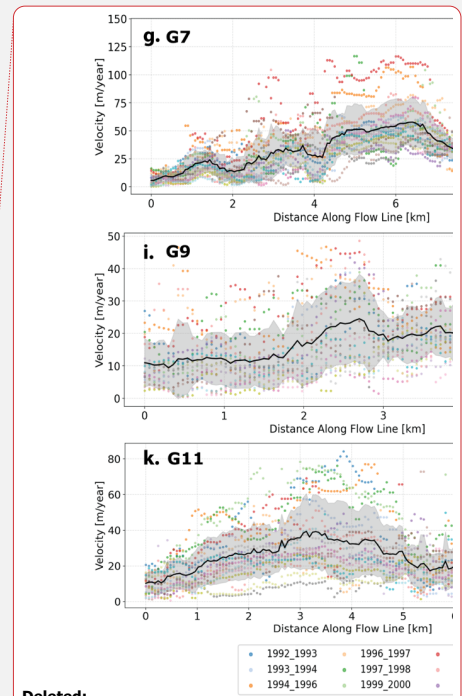 150
g. G7
125
100
75
50
25
0
Velocity [m/year]
0 2 4 6
Distance Along Flow Line [km]
50
i. G9
40
30
20
10
0
Velocity [m/year]
0 1 2 3
Distance Along Flow Line [km]
k. G11
80
60
40
20
0
Velocity [m/year]
0 1 2 3 4 5
Distance Along Flow Line [km]
1992_1993 1996_1997
1993_1994 1997_1998
1994_1996 1999_2000
Deleted: